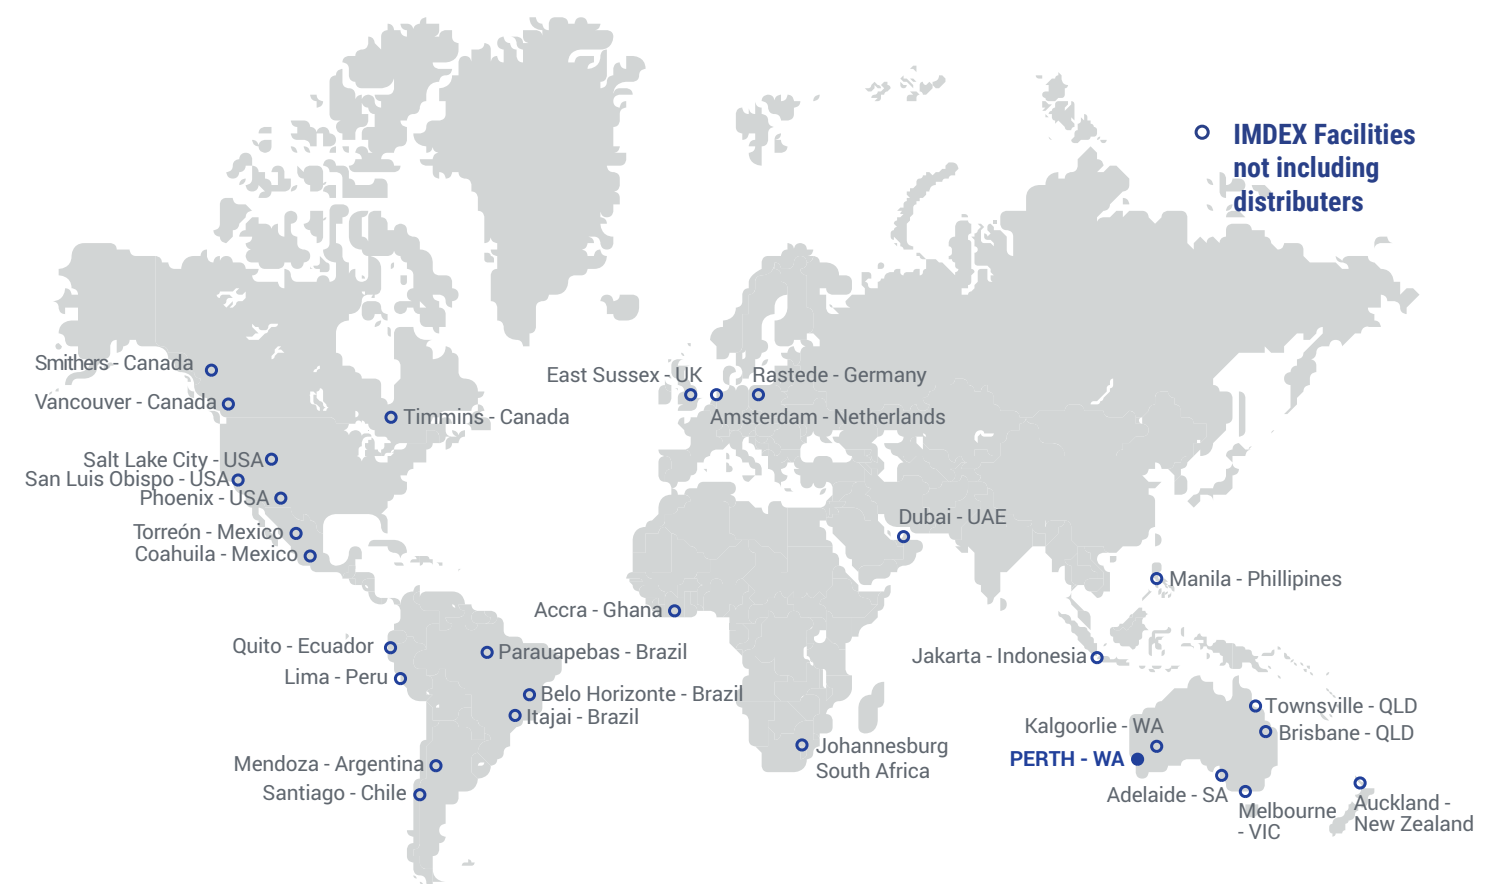 IMDEX Facilities
not including
distributers
Smithers - Canada
Vancouver - Canada
Timmins - Canada
Salt Lake City - USA
San Luis Obispo - USA
Phoenix - USA
Torreón - Mexico
Coahuila - Mexico
East Sussex - UK
Rastede - Germany
Amsterdam - Netherlands
Dubai - UAE
Manila - Phillipines
Accra - Ghana
Quito - Ecuador
Parauapebas - Brazil
Lima - Peru
Belo Horizonte - Brazil
Itajai - Brazil
Jakarta - Indonesia
Mendoza - Argentina
Santiago - Chile
Johannesburg
South Africa
Townsville - QLD
Kalgoorlie - WA
Brisbane - QLD
PERTH - WA
Adelaide - SA
Melbourne
- VIC
Auckland -
New Zealand